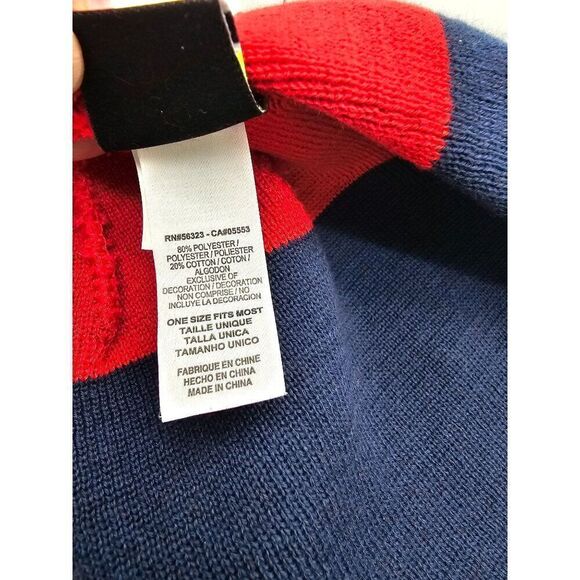 RN#56323 - CA#05553
80% POLYESTER /
POLYESTER / POLIESTER
20% COTTON / COTON /
ALGODON
EXCLUSIVE OF
DECORATION / DECORATION
NON COMPRISE / NO
INCLUYE LA DECORACION
ONE SIZE FITS MOST
TAILLE UNIQUE
TALLA UNICA
TAMANHO UNICO
FABRIQUE EN CHINE
HECHO EN CHINA
MADE IN CHINA